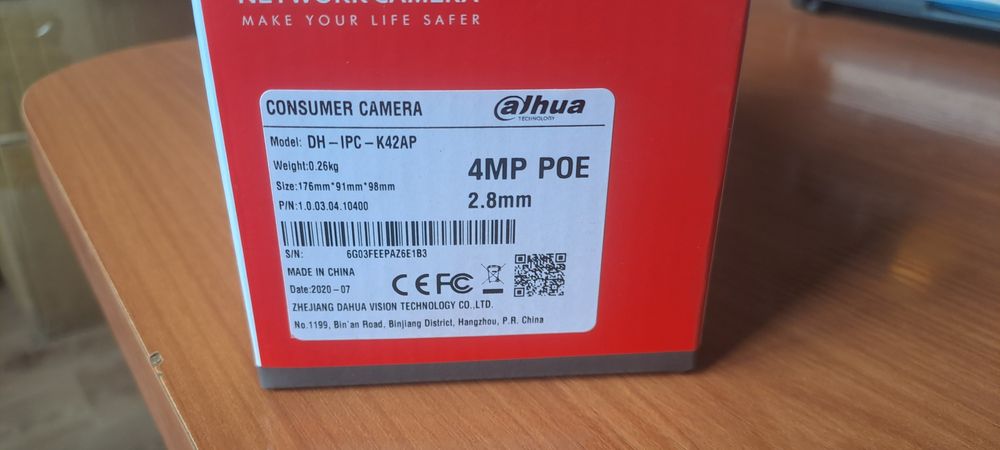 NETWORK CAMERA
MAKE YOUR LIFE SAFER
CONSUMER CAMERA
alhua
TECHNOLOGY
Model: DH-IPC-K42AP
Weight:0.26kg
4MP POE
Size:176mm*91mm*98mm
2.8mm
P/N:1.0.03.04.10400
S/N: 6G03FEEPAZ6E1B3
MADE IN CHINA
CE FC
Date:2020-07
ZHEJIANG DAHUA VISION TECHNOLOGY CO.,LTD.
No.1199, Bin'an Road, Binjiang District, Hangzhou, P.R. China